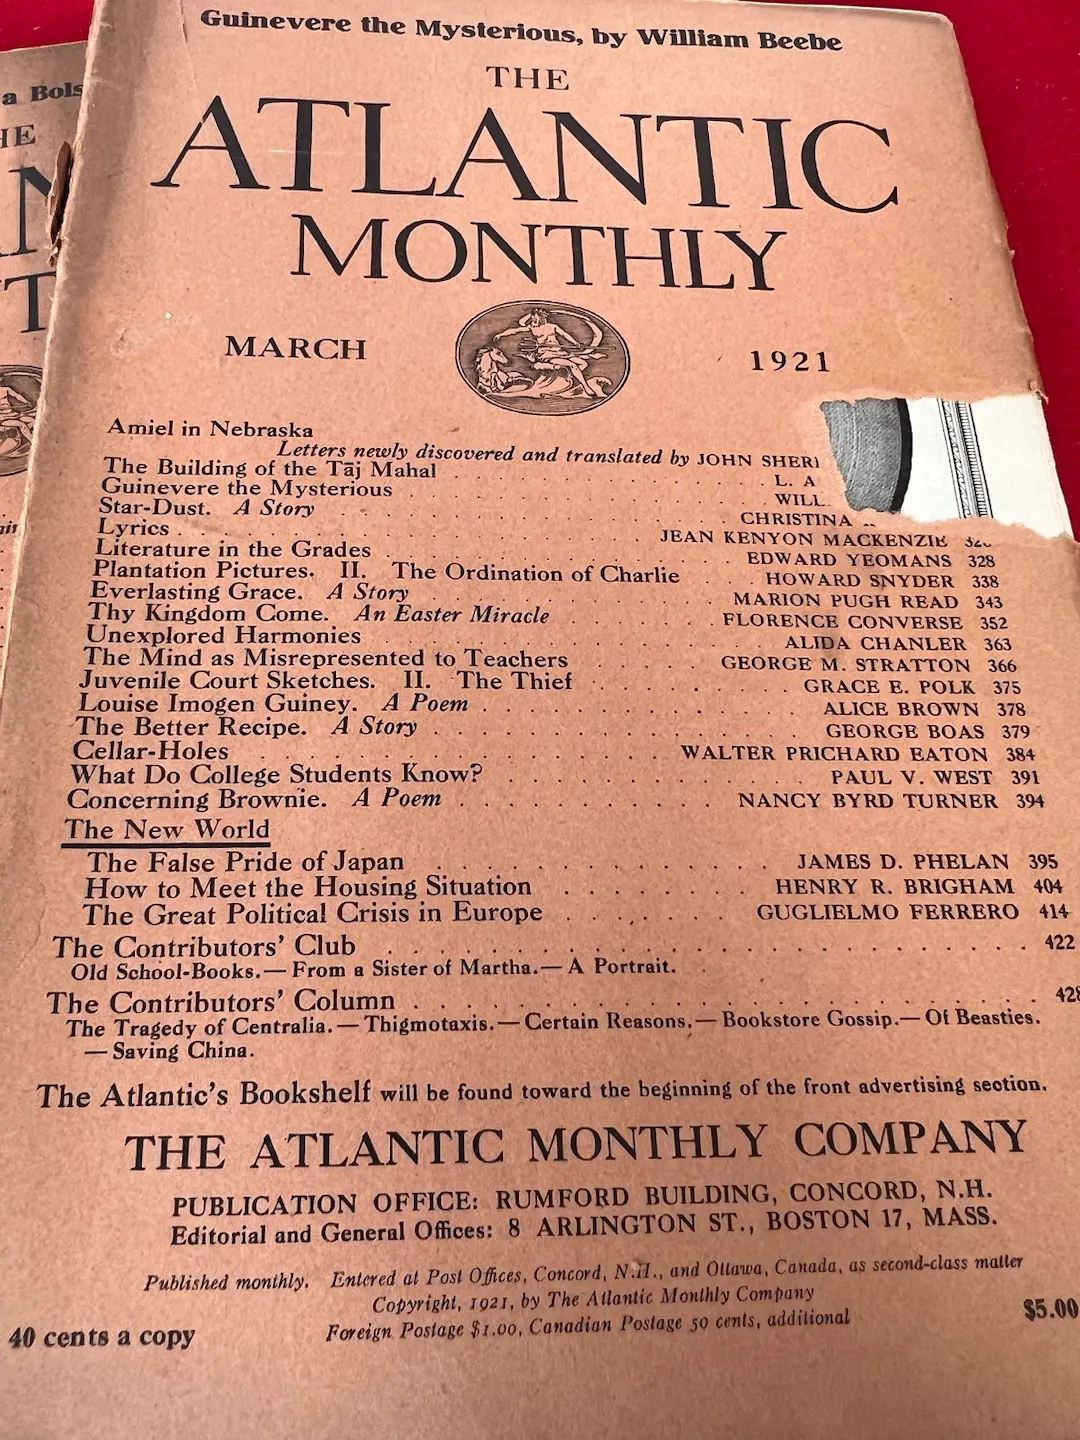 Guinevere the Mysterious, by William Beebe
THE
ATLANTIC
MONTHLY
MARCH 1921
Amiel in Nebraska
Letters newly discovered and translated by JOHN
The Building of the Tāj Mahal L. A
Guinevere the Mysterious WILL
Star-Dust. A Story CHRISTINA
Lyrics JEAN KENYON MACKENZIE
Literature in the Grades EDWARD YEOMANS 328
Plantation Pictures. II. The Ordination of Charlie HOWARD SNYDER 338
Everlasting Grace. A Story MARION PUGH READ 343
Thy Kingdom Come. An Easter Miracle FLORENCE CONVERSE 352
Unexplored Harmonies ALIDA CHANLER 363
The Mind as Misrepresented to Teachers GEORGE M. STRATTON 366
Juvenile Court Sketches. II. The Thief GRACE E. POLK 375
Louise Imogen Guiney. A Poem ALICE BROWN 378
The Better Recipe. A Story GEORGE BOAS 379
Cellar-Holes WALTER PRICHARD EATON 384
What Do College Students Know? PAUL V. WEST 391
Concerning Brownie. A Poem NANCY BYRD TURNER 394
The New World
The False Pride of Japan JAMES D. PHELAN 395
How to Meet the Housing Situation HENRY R. BRIGHAM 404
The Great Political Crisis in Europe GUGLIELMO FERRERO 414
The Contributors' Club 422
Old School-Books.—From a Sister of Martha.—A Portrait.
The Contributors' Column 428
The Tragedy of Centralia.—Thigmotaxis.—Certain Reasons.—Bookstore Gossip.—Of Beasties.
—Saving China.
The Atlantic's Bookshelf will be found toward the beginning of the front advertising section.
THE ATLANTIC MONTHLY COMPANY
PUBLICATION OFFICE: RUMFORD BUILDING, CONCORD, N.H.
Editorial and General Offices: 8 ARLINGTON ST., BOSTON 17, MASS.
Published monthly. Entered at Post Offices, Concord, N.H., and Ottawa, Canada, as second-class matter
Copyright, 1921, by The Atlantic Monthly Company
40 cents a copy Foreign Postage $1.00, Canadian Postage 50 cents, additional $5.00
a